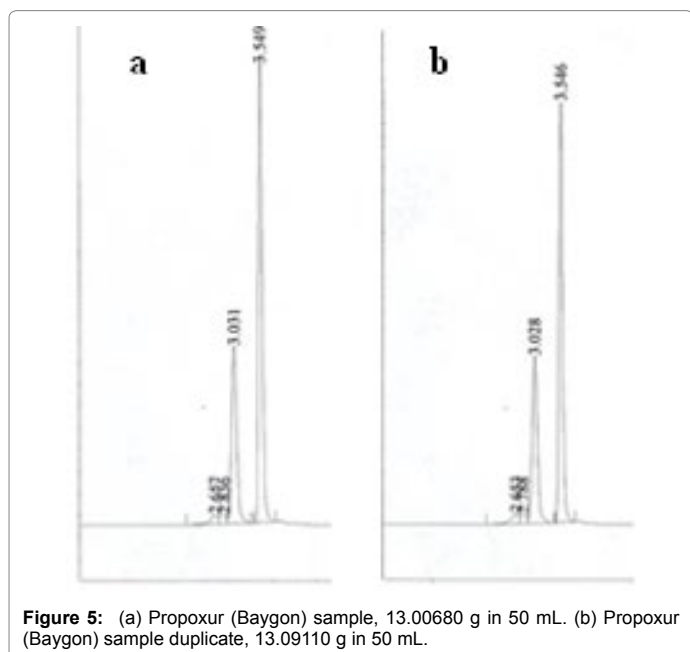 a
b
3.549
3.546
3.031
3.028
Figure 5: (a) Propoxur (Baygon) sample, 13.00680 g in 50 mL. (b) Propoxur
(Baygon) sample duplicate, 13.09110 g in 50 mL.